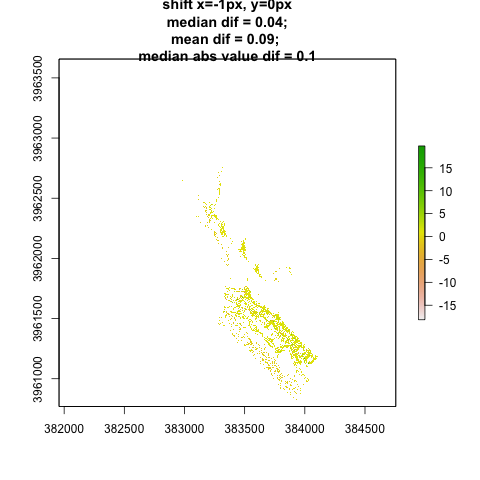 shift x=-1px, y=0px
median dif = 0.04;
mean dif = 0.09;
median abs value dif = 0.1
3963500
3963000
3962500
3962000
3961500
3961000
15
10
5
0
-5
-10
-15
382000 382500 383000 383500 384000 384500